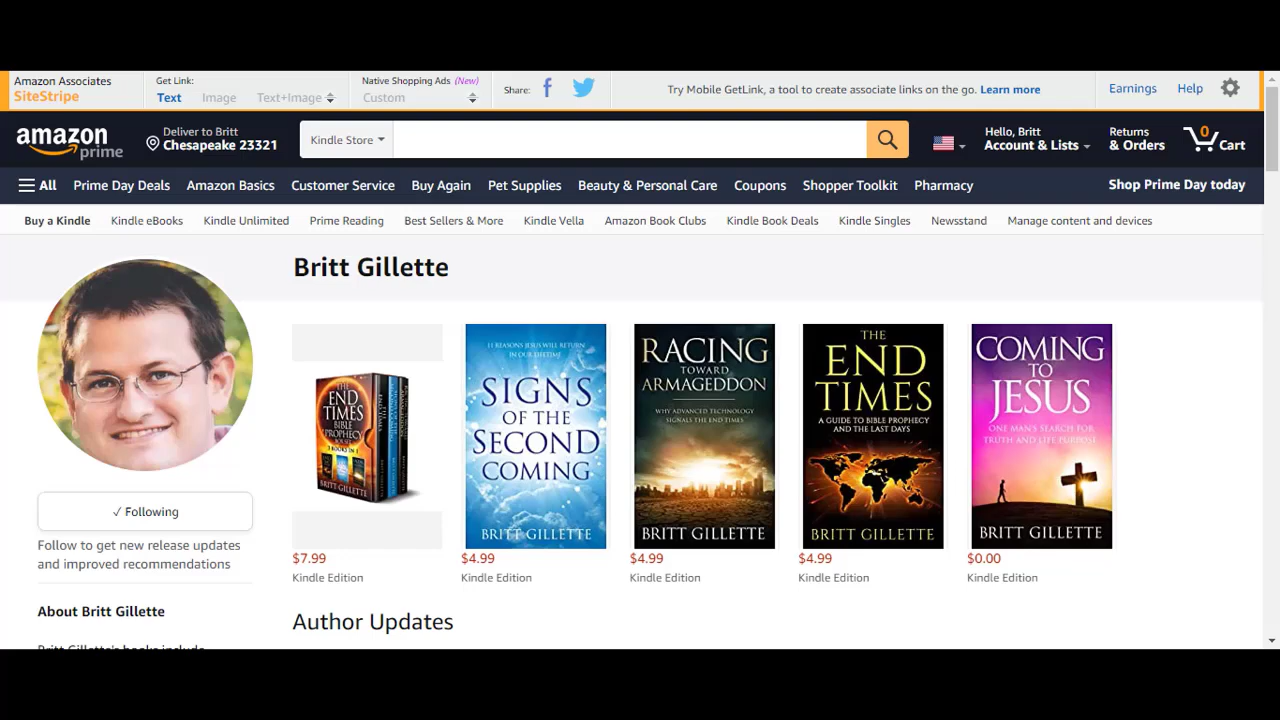 Amazon Associates
SiteStripe
Get Link:
Text Image Text+Image
Native Shopping Ads (New)
Custom
Share:
Try Mobile GetLink, a tool to create associate links on the go. Learn more
Earnings Help
amazon prime
Deliver to Britt
Chesapeake 23321
Kindle Store
Hello, Britt
Account & Lists
Returns
& Orders
0
Cart
All Prime Day Deals Amazon Basics Customer Service Buy Again Pet Supplies Beauty & Personal Care Coupons Shopper Toolkit Pharmacy Shop Prime Day today
Buy a Kindle Kindle eBooks Kindle Unlimited Prime Reading Best Sellers & More Kindle Vella Amazon Book Clubs Kindle Book Deals Kindle Singles Newsstand Manage content and devices
Britt Gillette
✓ Following
Follow to get new release updates
and improved recommendations
About Britt Gillette
Britt Gillette's books include
THE
END
TIMES
BIBLE
PROPHECY
3 BOOKS IN 1
BRITT GILLETTE
$7.99
Kindle Edition
11 REASONS JESUS WILL RETURN
IN OUR LIFETIME
SIGNS
OF THE
SECOND
COMING
BRITT GILLETTE
$4.99
Kindle Edition
RACING
TOWARD
ARMAGEDDON
WHY ADVANCED TECHNOLOGY
SIGNALS THE END TIMES
BRITT GILLETTE
$4.99
Kindle Edition
THE
END
TIMES
A GUIDE TO BIBLE PROPHECY
AND THE LAST DAYS
BRITT GILLETTE
$4.99
Kindle Edition
COMING
TO
JESUS
ONE MAN'S SEARCH FOR
TRUTH AND LIFE PURPOSE
BRITT GILLETTE
$0.00
Kindle Edition
Author Updates